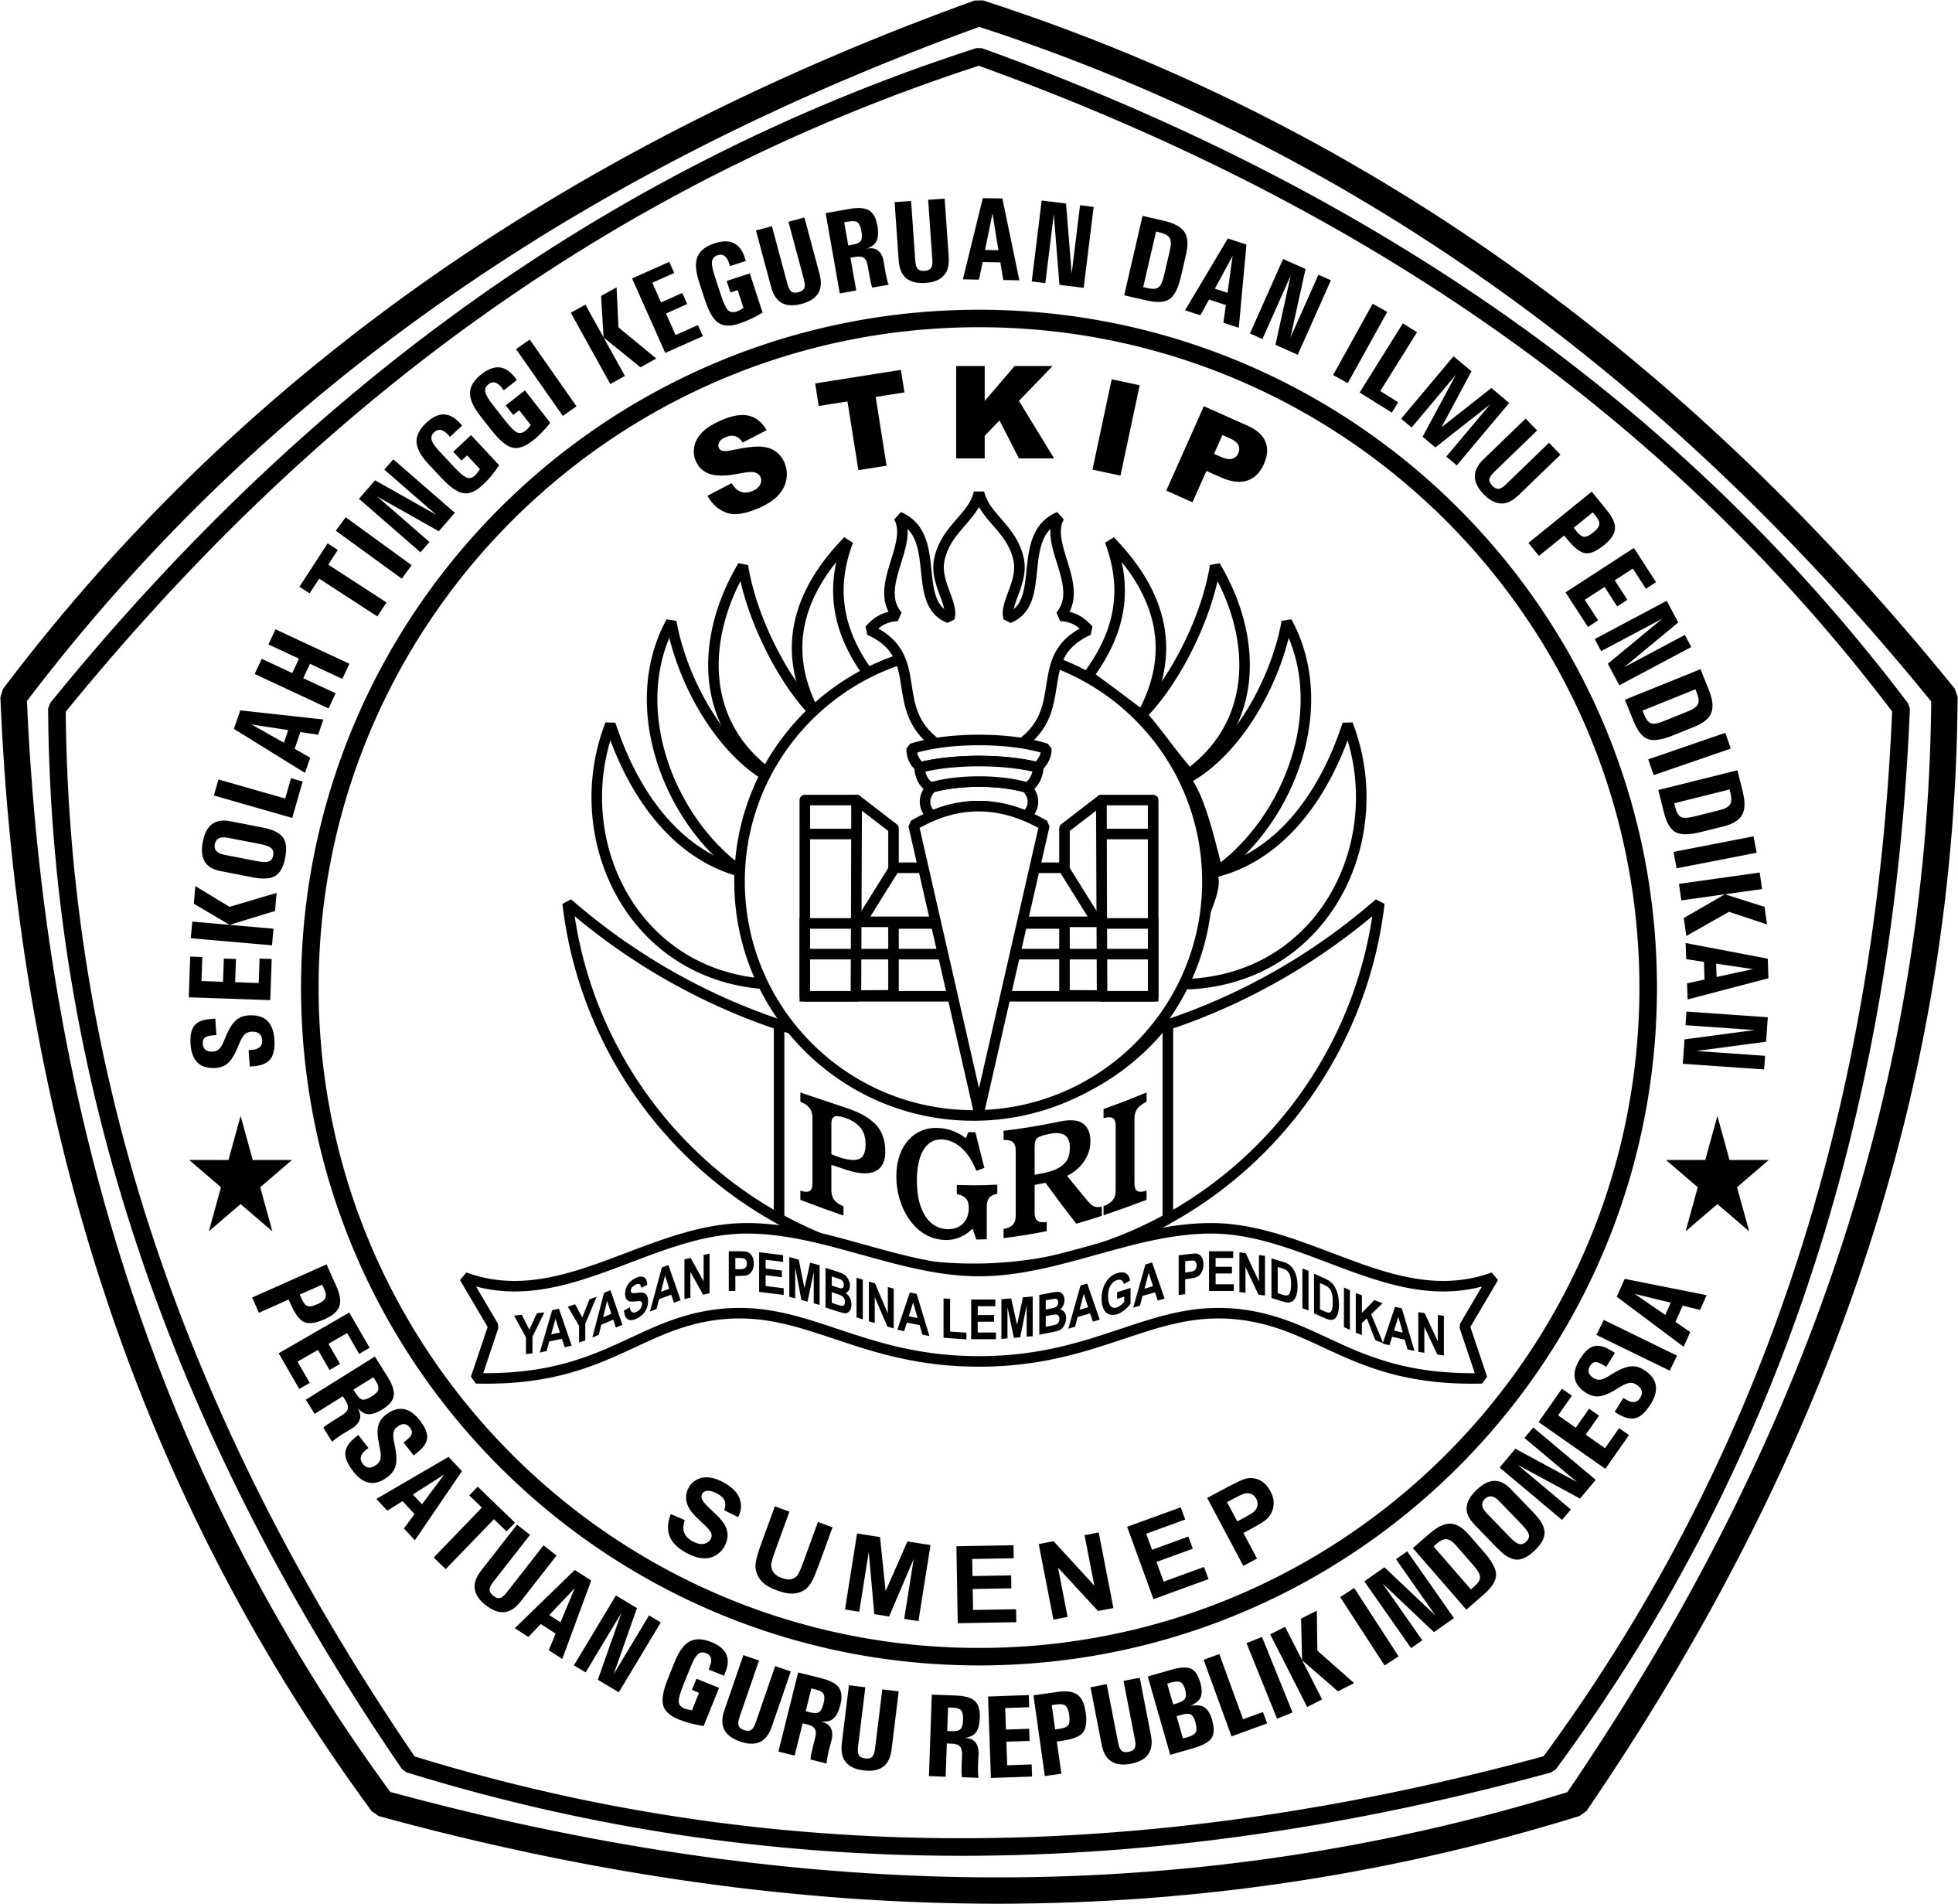 SEKOLAH TINGGI KEGURUAN DAN ILMU PENDIDIKAN
STKIP
PGRI
YAYASAN PEMBINA LEMBAGA PENDIDIKAN
SUMENEP
PERSATUAN GURU REPUBLIK INDONESIA